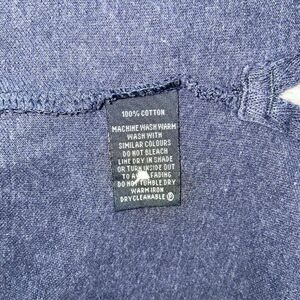 100% COTTON
MACHINE WASH WARM
WASH WITH
SIMILAR COLOURS
DO NOT BLEACH
LINE DRY IN SHADE
OR TURN INSIDE OUT
TO FADING
DO NOT TUMBLE DRY
WARM IRON
DRYCLEANABLE Ⓟ